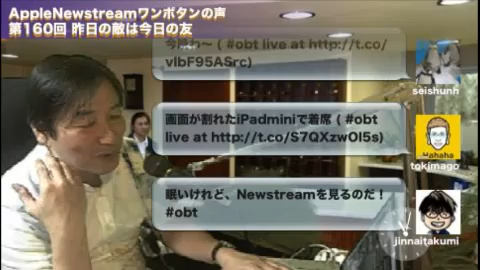 AppleNewstreamワンボタンの声
第160回 昨日の敵は今日の友
( #obt live at http://t.co/
vlbF95ASrc)
seishunh
画面が割れたiPadminiで着席 ( #obt
live at http://t.co/S7QXzwOl5s)
Hahaha
tokimago
眠いけれど、Newstreamを見るのだ！
#obt
jinnaitakumi